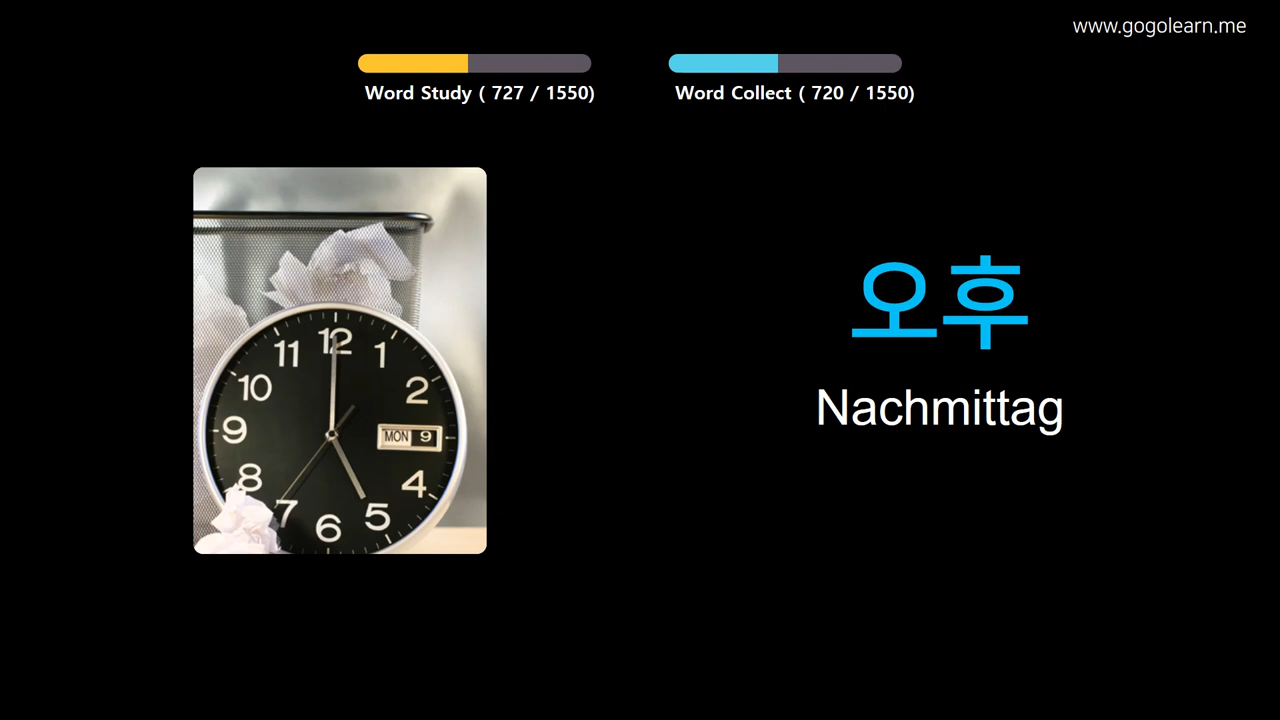 www.gogolearn.me
Word Study ( 727 / 1550)
Word Collect ( 720 / 1550)
오후
Nachmittag
12
11
1
10
2
9
MON 9
8
4
7
5
6